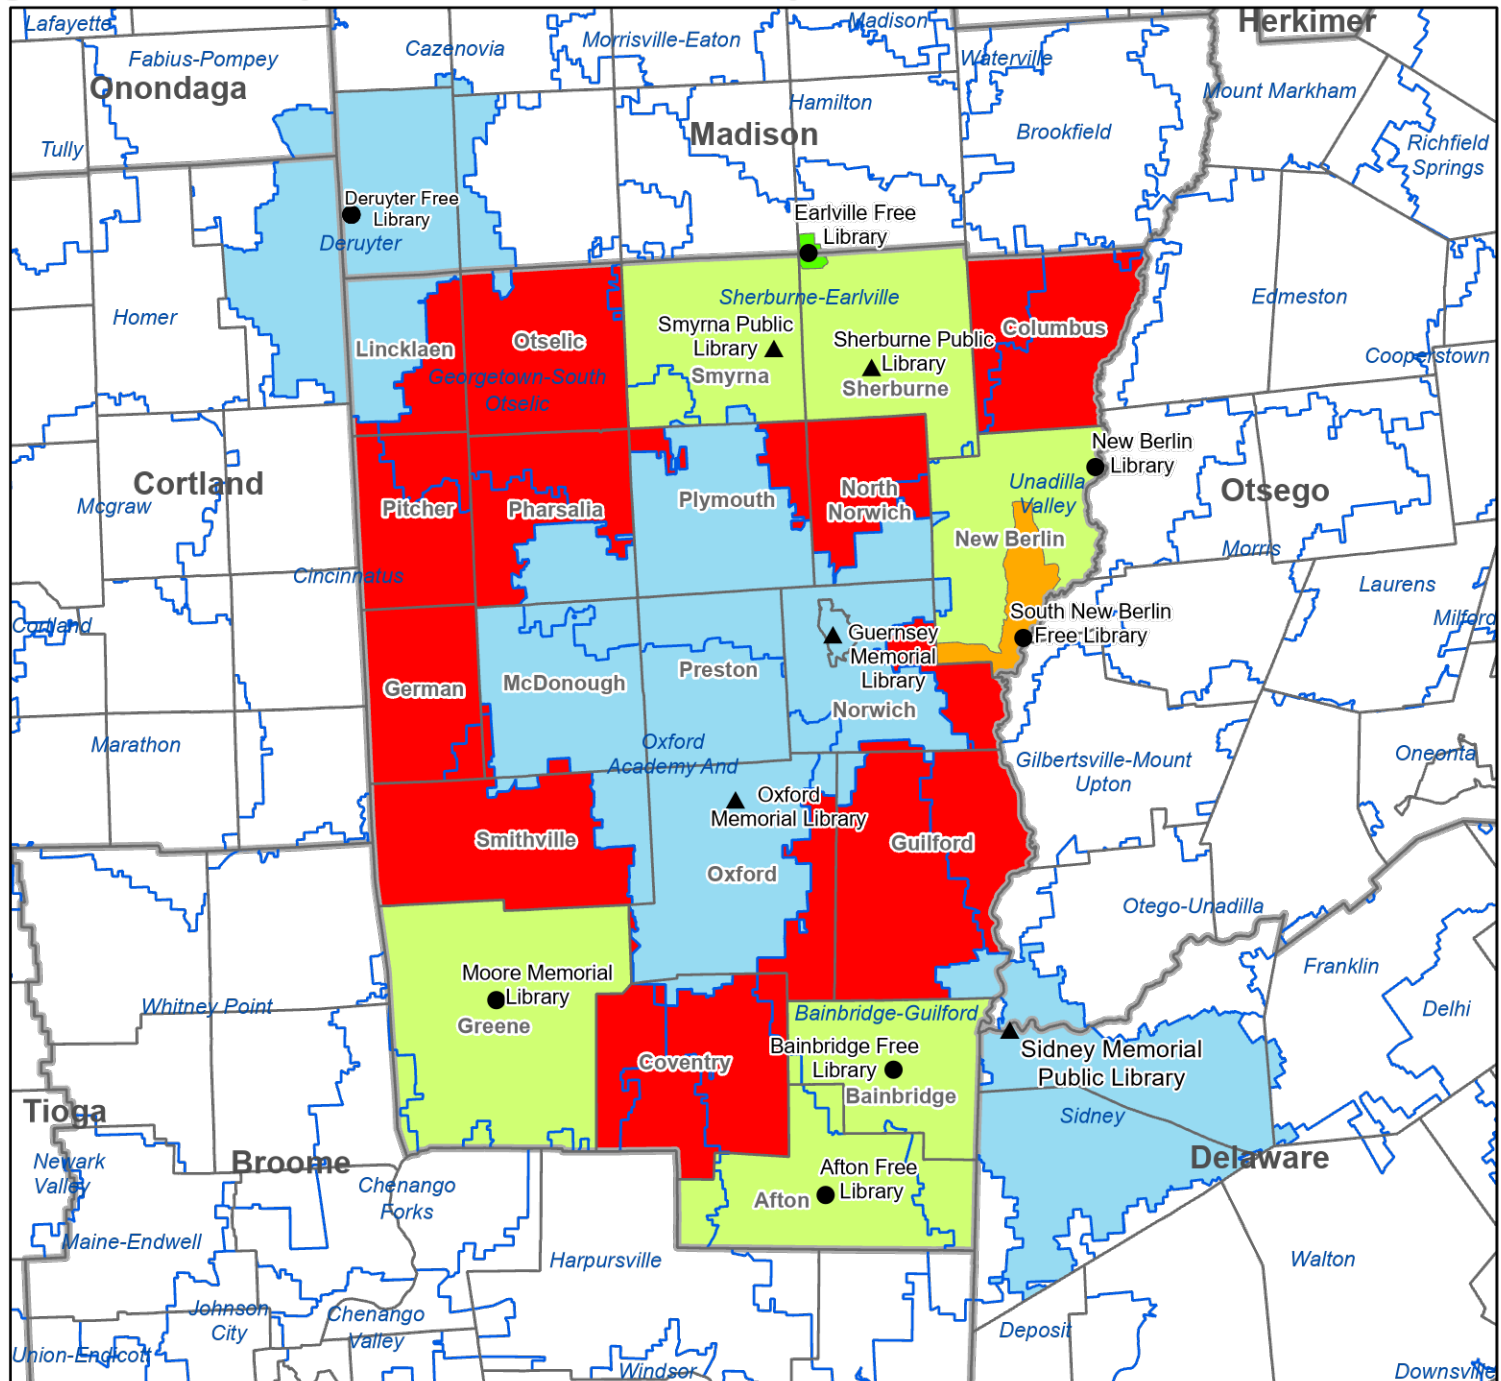 Lafayette
Fabius-Pompey
Onondaga
Cazenovia
Morrisville-Eaton
Madison
Waterville
Herkimer
Mount Markham
Hamilton
Madison
Brookfield
Richfield
Springs
Tully
Deruyter Free
Library
Deruyter
Earlville Free
Library
Homer
Sherburne-Earlville
Edmeston
Smyrna Public
Library
Smyrna
Sherburne Public
Library
Sherburne
Columbus
Cooperstown
Lincklaen
Otselic
Georgetown-South
Otselic
New Berlin
Library
Cortland
Mcgraw
Pitcher
Pharsalia
Plymouth
North
Norwich
Unadilla
Valley
Otsego
New Berlin
Morris
Cincinnatus
Laurens
Cortland
Milford
South New Berlin
Free Library
Guernsey
Memorial
Library
German
McDonough
Preston
Norwich
Marathon
Oxford
Academy And
Gilbertsville-Mount
Upton
Oneonta
Oxford
Memorial Library
Smithville
Guilford
Oxford
Otego-Unadilla
Moore Memorial
Library
Greene
Franklin
Whitney Point
Bainbridge-Guilford
Delhi
Bainbridge Free
Library
Bainbridge
Coventry
Sidney Memorial
Public Library
Sidney
Tioga
Broome
Delaware
Newark
Valley
Chenango
Forks
Afton Free
Library
Afton
Maine-Endwell
Harpursville
Walton
Johnson
City
Chenango
Valley
Deposit
Union-Endicott
Windsor
Downsville